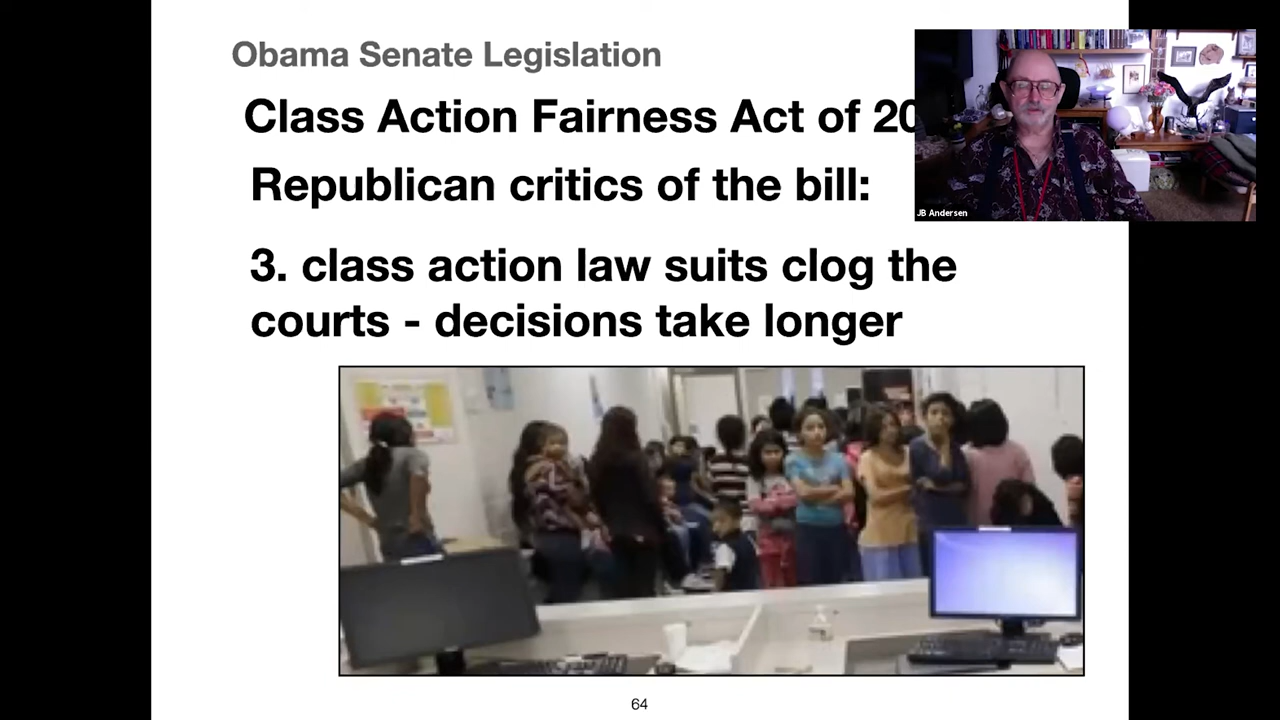 Obama Senate Legislation
Class Action Fairness Act of 20
Republican critics of the bill:
JB Andersen
3. class action law suits clog the
courts - decisions take longer
64